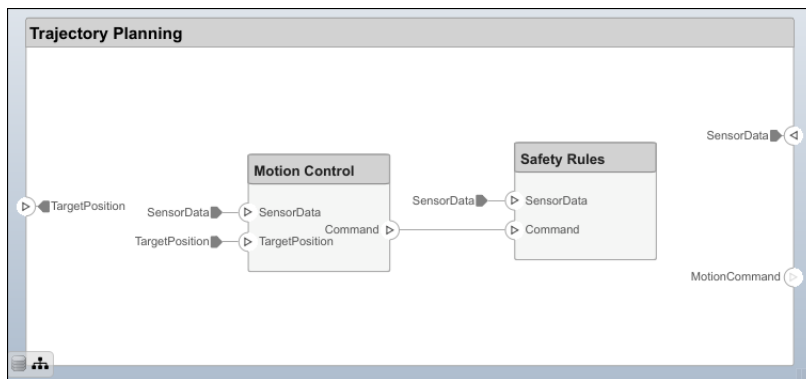 Trajectory Planning
SensorData
Safety Rules
Motion Control
SensorData SensorData
TargetPosition
SensorData SensorData
Command Command
TargetPosition TargetPosition
MotionCommand